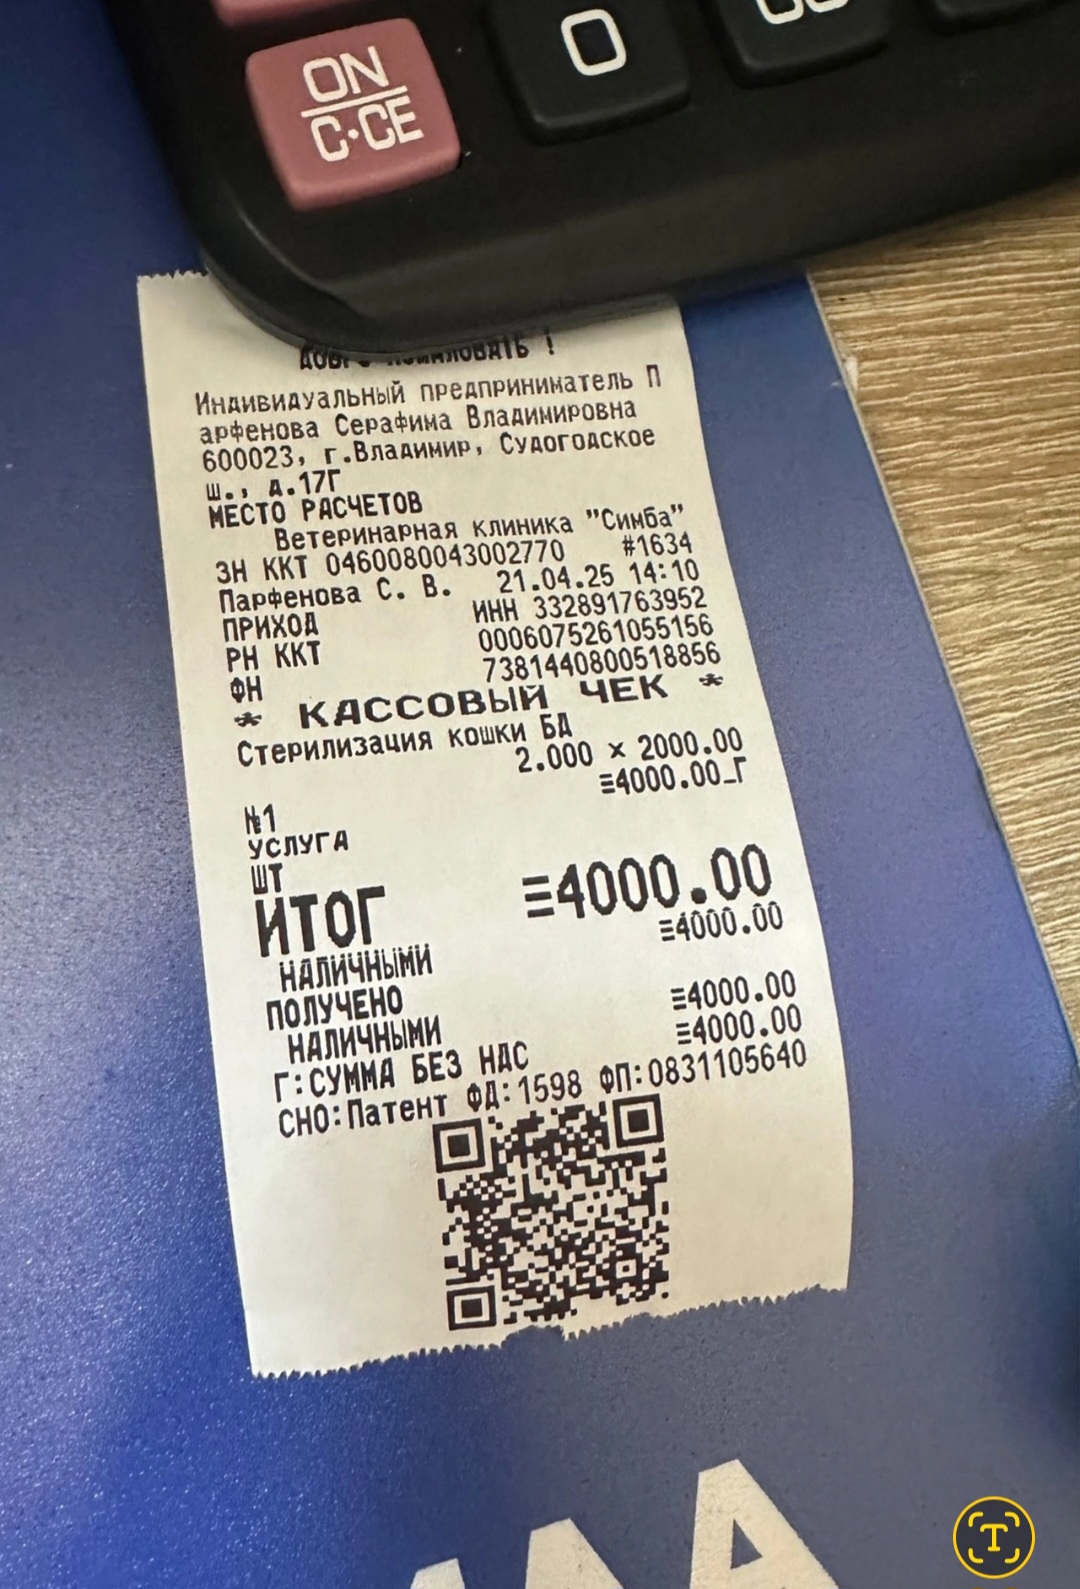 ON
C·CE
0
00
ДОБРО ПОЖАЛОВАТЬ !
Индивидуальный предприниматель П
арфенова Серафима Владимировна
600023, г.Владимир, Судогодское
ш., д.17Г
МЕСТО РАСЧЕТОВ
Ветеринарная клиника "Симба"
ЗН ККТ 0460080043002770 #1634
Парфенова С. В. 21.04.25 14:10
ПРИХОД ИНН 332891763952
РН ККТ 0006075261055156
ФН 7381440800518856
* КАССОВЫЙ ЧЕК *
Стерилизация кошки БД
2.000 x 2000.00
≡4000.00_Г
№1
УСЛУГА
ШТ
ИТОГ ≡4000.00
НАЛИЧНЫМИ ≡4000.00
ПОЛУЧЕНО
НАЛИЧНЫМИ ≡4000.00
Г:СУММА БЕЗ НДС ≡4000.00
СНО:Патент ФД:1598 ФП:0831105640